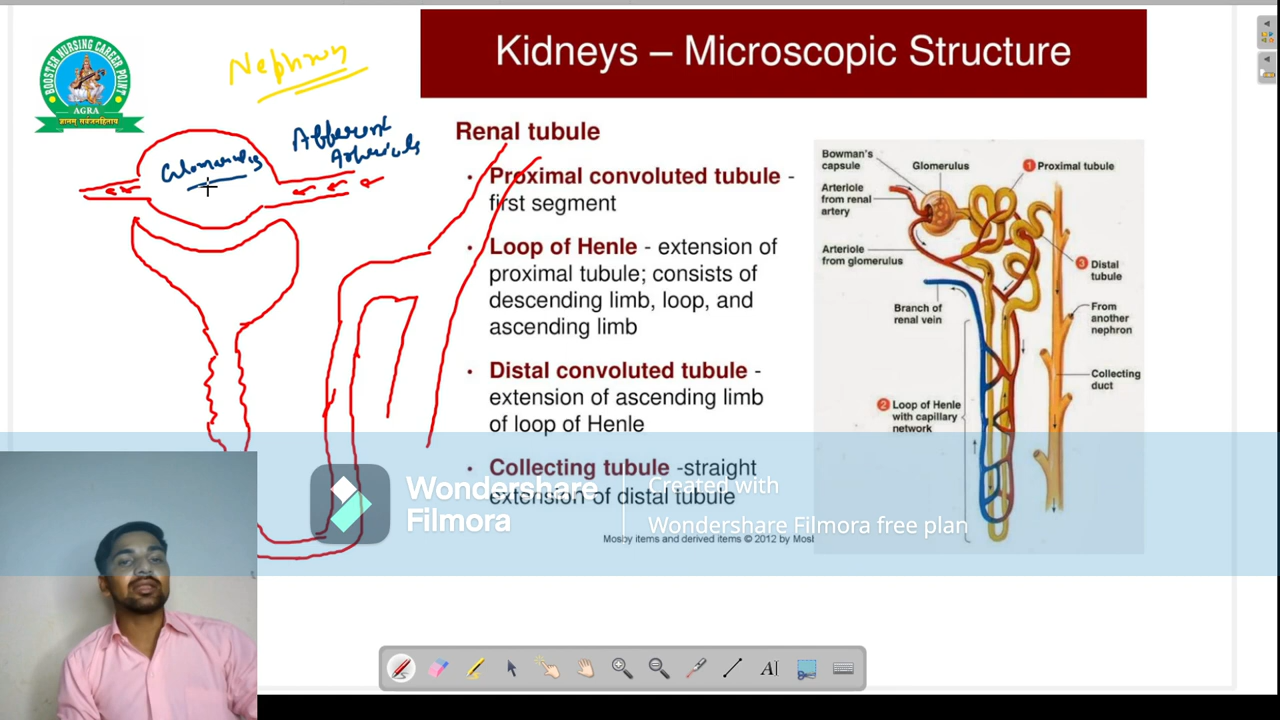 BOOSTER NURSING CAREER POINT
AGRA
Nephron
Kidneys – Microscopic Structure
Glomerulus
Afferent
Arteriole
Renal tubule
• Proximal convoluted tubule -
first segment
• Loop of Henle - extension of
proximal tubule; consists of
descending limb, loop, and
ascending limb
• Distal convoluted tubule -
extension of ascending limb
of loop of Henle
• Collecting tubule -straight
extension of distal tubule
Mosby items and derived items © 2012 by Mosb
Bowman's
capsule
Glomerulus
1 Proximal tubule
Arteriole
from renal
artery
Arteriole
from glomerulus
3 Distal
tubule
Branch of
renal vein
From
another
nephron
Collecting
duct
2 Loop of Henle
with capillary
network
Wondershare
Filmora
Created with
Wondershare Filmora free plan
A